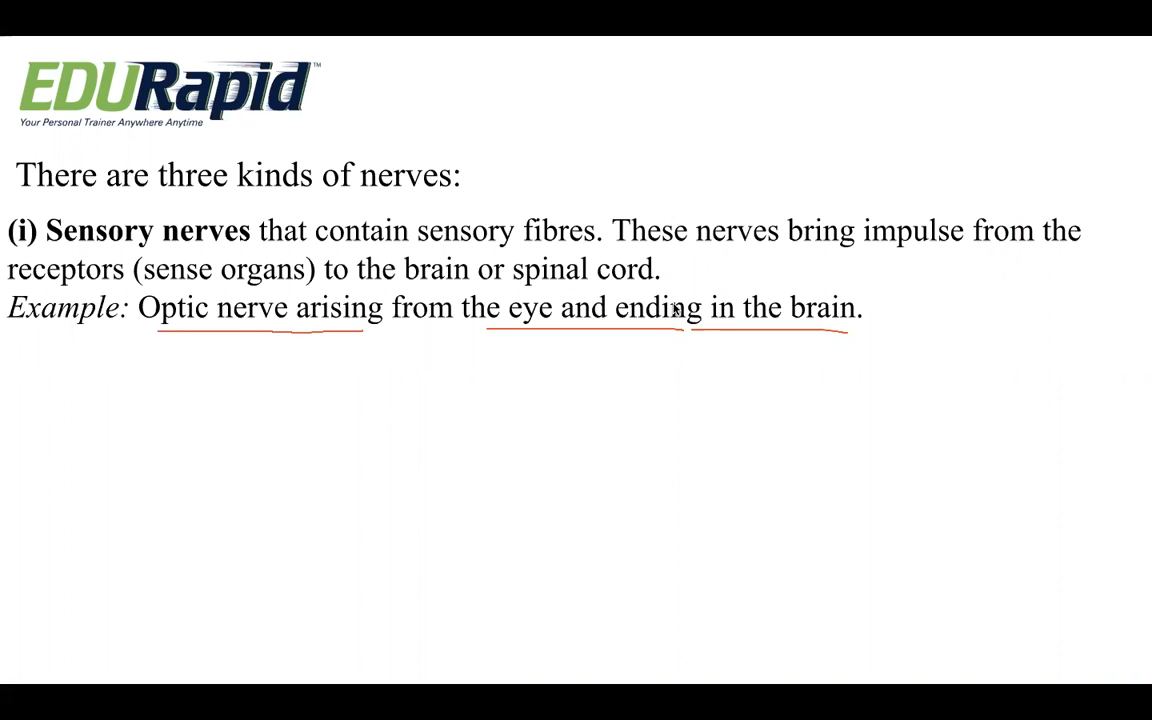 EDURapid™
Your Personal Trainer Anywhere Anytime
There are three kinds of nerves:
(i) Sensory nerves that contain sensory fibres. These nerves bring impulse from the
receptors (sense organs) to the brain or spinal cord.
Example: Optic nerve arising from the eye and ending in the brain.